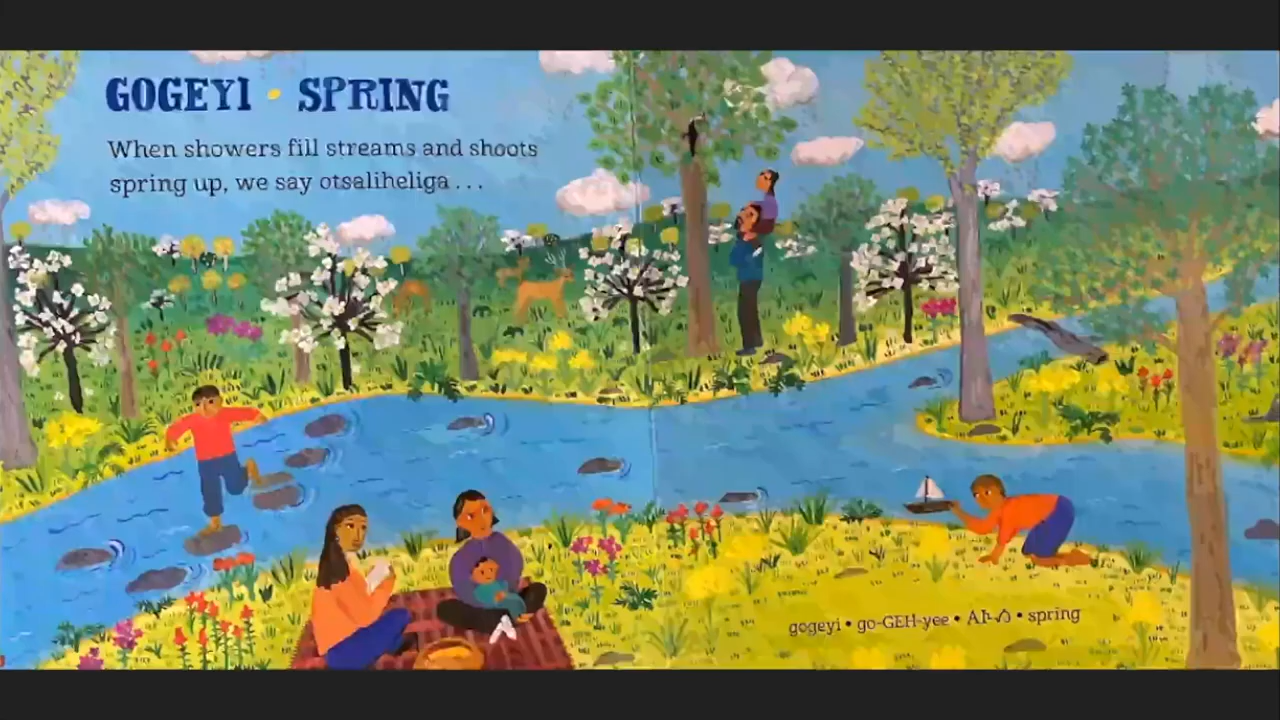 GOGEYI • SPRING
When showers fill streams and shoots
spring up, we say otsaliheliga . . .
gogeyi • go-GEH-yee • ᎪᎨᏱ • spring